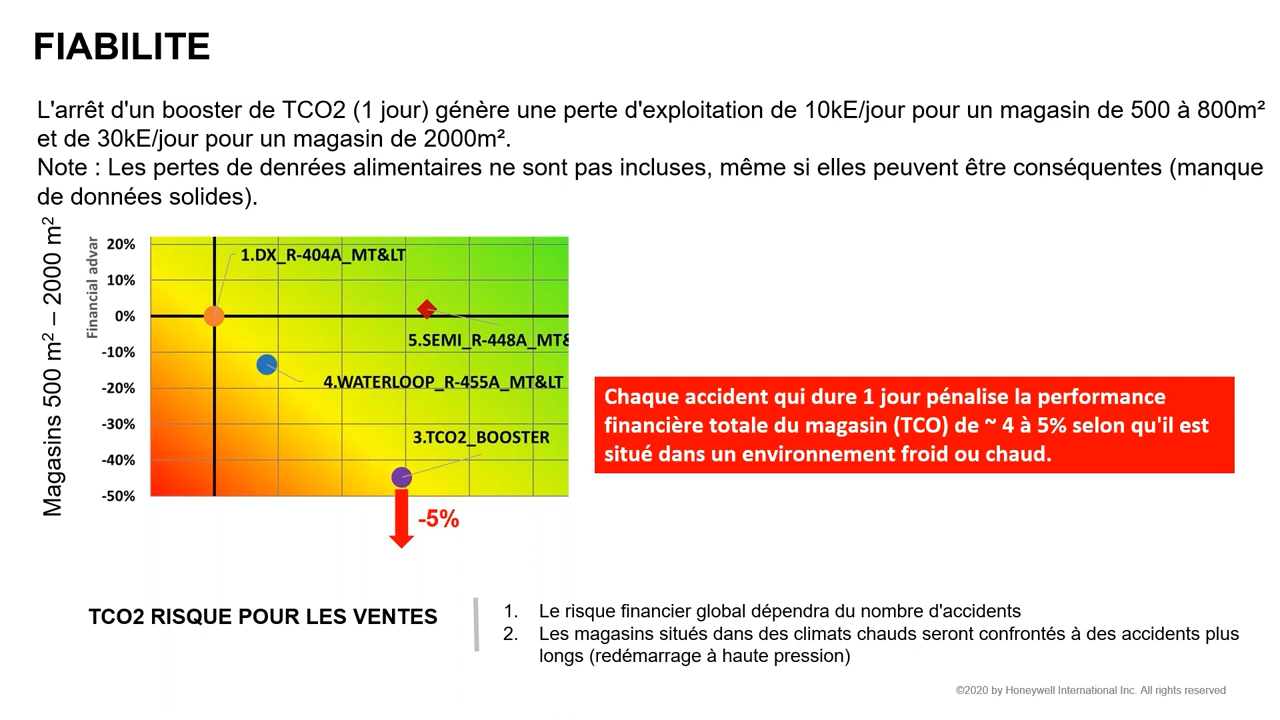 FIABILITE
L'arrêt d'un booster de TCO2 (1 jour) génère une perte d'exploitation de 10kE/jour pour un magasin de 500 à 800m²
et de 30kE/jour pour un magasin de 2000m².
Note : Les pertes de denrées alimentaires ne sont pas incluses, même si elles peuvent être conséquentes (manque
de données solides).
Magasins 500 m² – 2000 m²
Financial advar
20%
10%
0%
-10%
-20%
-30%
-40%
-50%
1.DX_R-404A_MT&LT
5.SEMI_R-448A_MT&
4.WATERLOOP_R-455A_MT&LT
3.TCO2_BOOSTER
-5%
Chaque accident qui dure 1 jour pénalise la performance
financière totale du magasin (TCO) de ~ 4 à 5% selon qu'il est
situé dans un environnement froid ou chaud.
TCO2 RISQUE POUR LES VENTES
1. Le risque financier global dépendra du nombre d'accidents
2. Les magasins situés dans des climats chauds seront confrontés à des accidents plus
longs (redémarrage à haute pression)
©2020 by Honeywell International Inc. All rights reserved